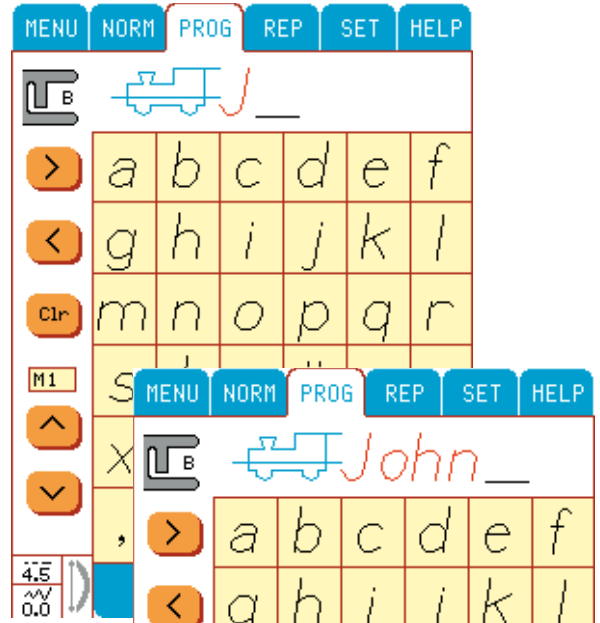 MENU NORM PROG REP SET HELP
B J_
> a b c d e f
< g h i j k l
Clr m n o p q r
M1 s
x
,
4.5
0.0
MENU NORM PROG REP SET HELP
B John_
> a b c d e f
< g h i j k l